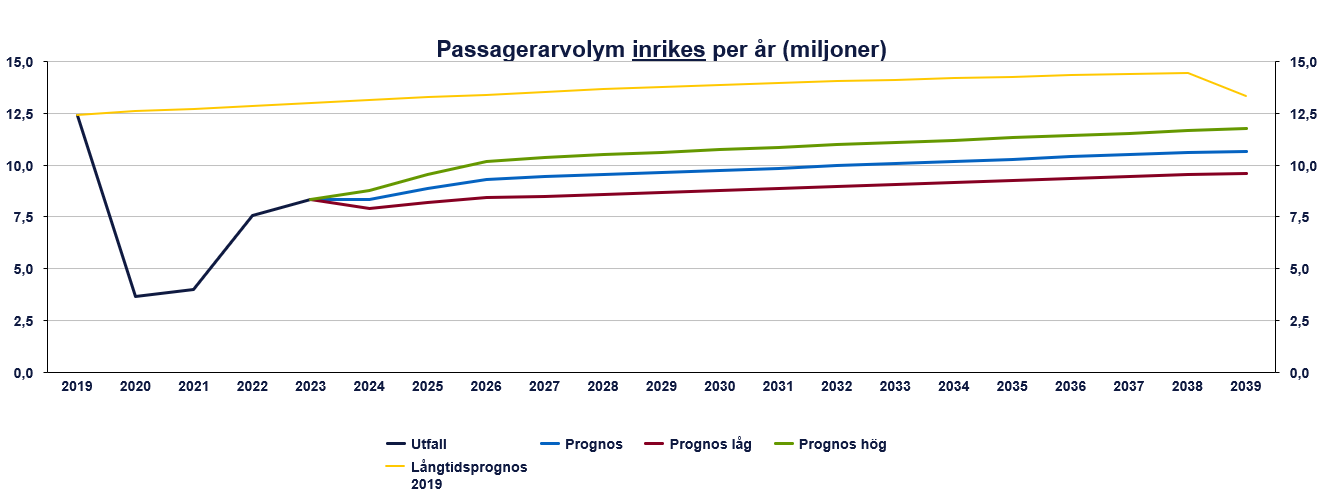 Passagerarvolym inrikes per år (miljoner)
15,0 15,0
12,5 12,5
10,0 10,0
7,5 7,5
5,0 5,0
2,5 2,5
0,0 0,0
2019 2020 2021 2022 2023 2024 2025 2026 2027 2028 2029 2030 2031 2032 2033 2034 2035 2036 2037 2038 2039
Utfall Prognos Prognos låg Prognos hög
Långtidsprognos
2019